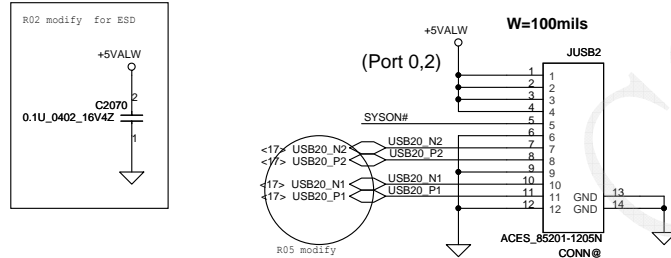 R02 modify for ESD
+5VALW
2
C2070
0.1U_0402_16V4Z
1
W=100mils
+5VALW
JUSB2
(Port 0,2)
1 1
2 2
3 3
4 4
SYSON# 5 5
6 6
<17> USB20_N2 USB20_N2 7 7
<17> USB20_P2 USB20_P2 8 8
9 9
<17> USB20_N1 USB20_N1 10 10
<17> USB20_P1 USB20_P1 11 11 GND 13
12 12 GND 14
R05 modify
ACES_85201-1205N
CONN@